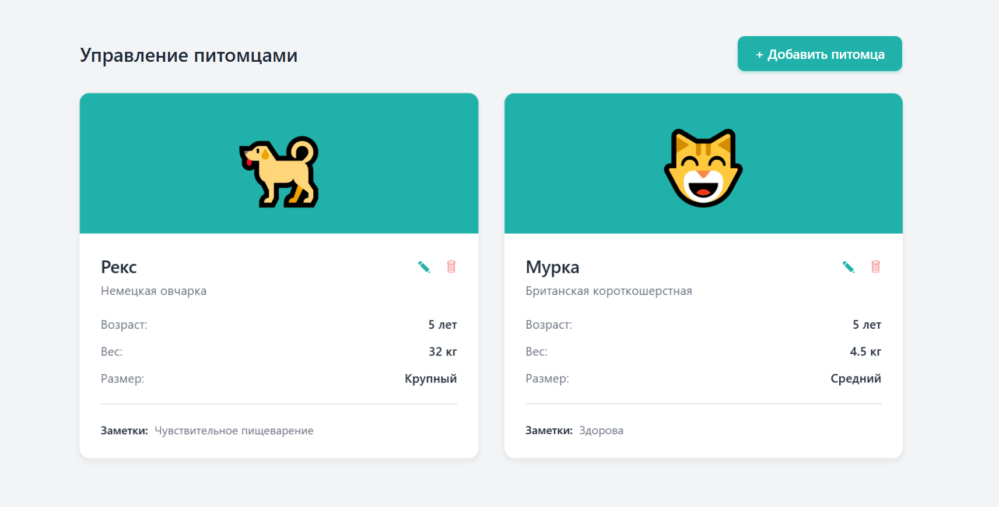 Управление питомцами
+ Добавить питомца
Рекс
Немецкая овчарка
Возраст: 5 лет
Вес: 32 кг
Размер: Крупный
Заметки: Чувствительное пищеварение
Мурка
Британская короткошерстная
Возраст: 5 лет
Вес: 4.5 кг
Размер: Средний
Заметки: Здорова